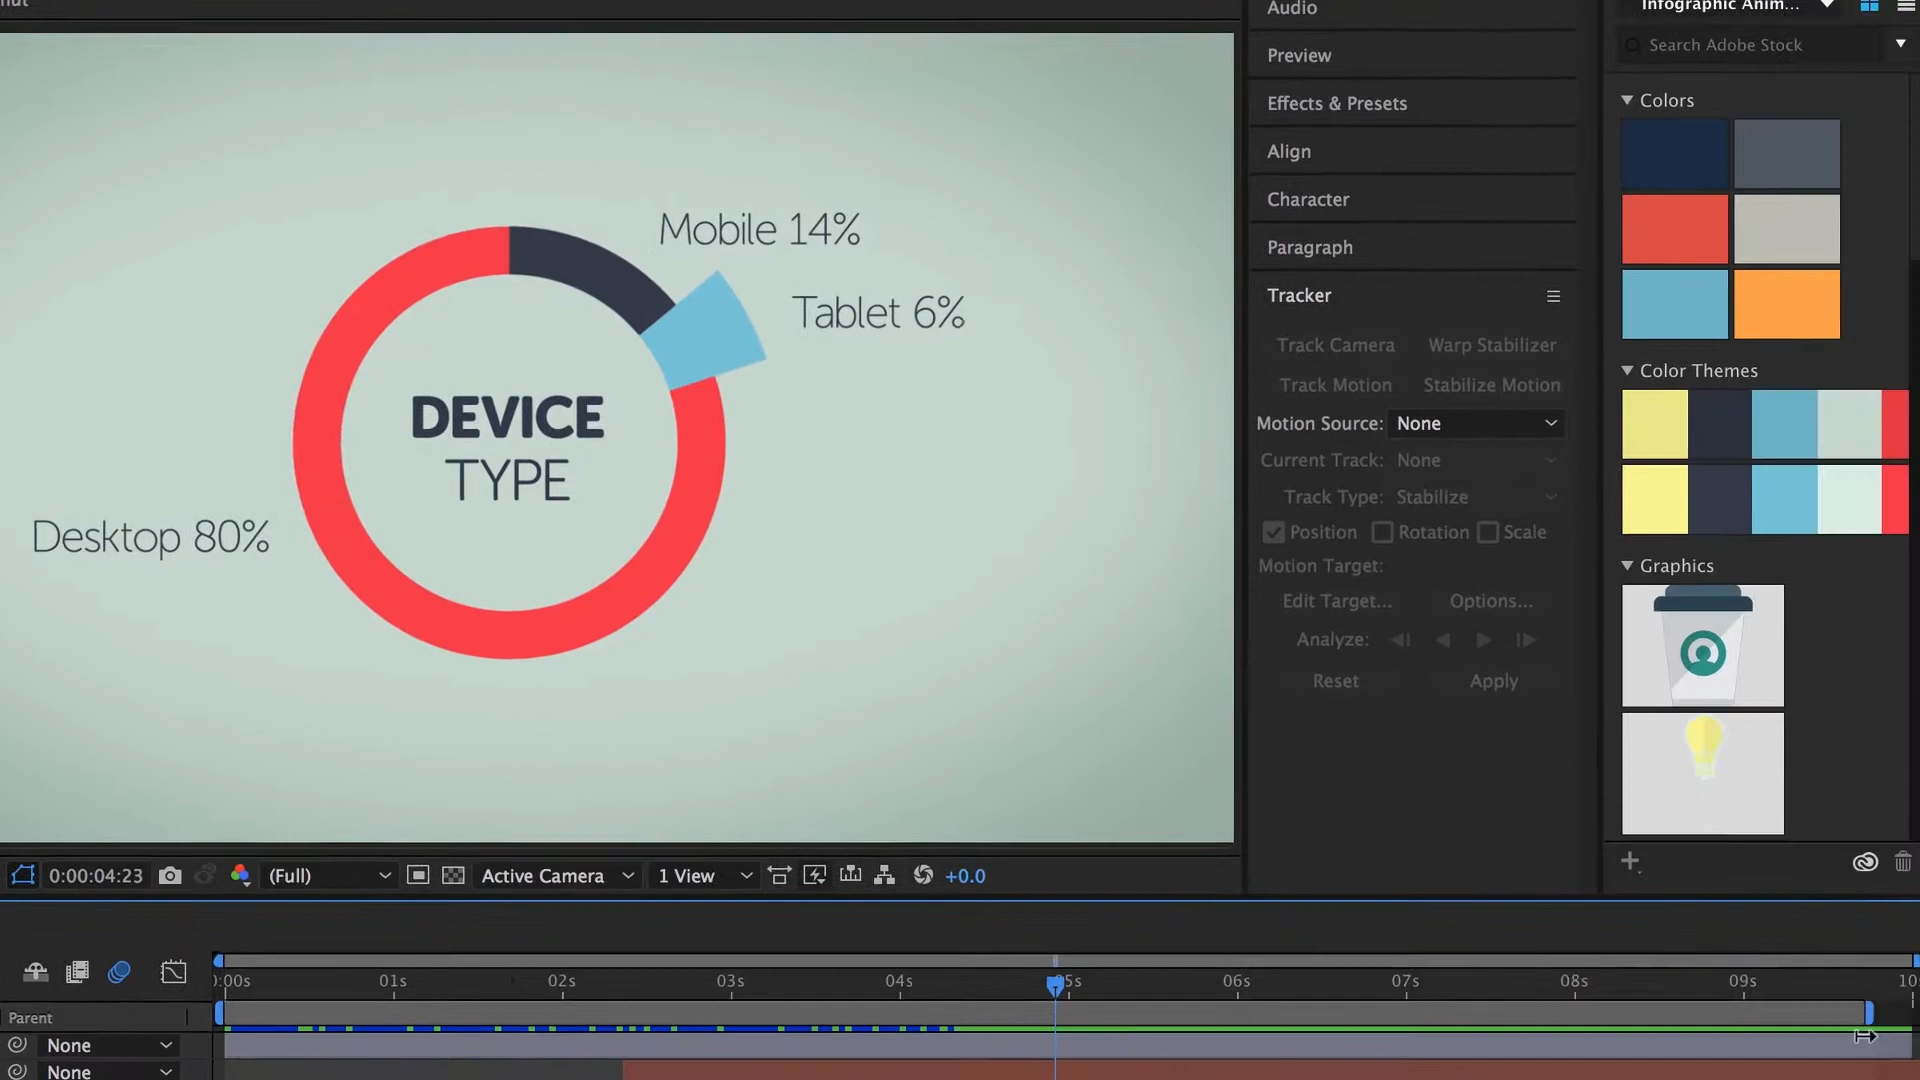 Mobile 14%
Tablet 6%
DEVICE
TYPE
Desktop 80%
Audio
Preview
Effects & Presets
Align
Character
Paragraph
Tracker
Track Camera Warp Stabilizer
Track Motion Stabilize Motion
Motion Source: None
Current Track: None
Track Type: Stabilize
Position Rotation Scale
Motion Target:
Edit Target... Options...
Analyze:
Reset Apply
Infographic Anim...
Search Adobe Stock
Colors
Color Themes
Graphics
0:00:04:23 (Full) Active Camera 1 View +0.0
):00s 01s 02s 03s 04s 5s 06s 07s 08s 09s 10
Parent
None
None